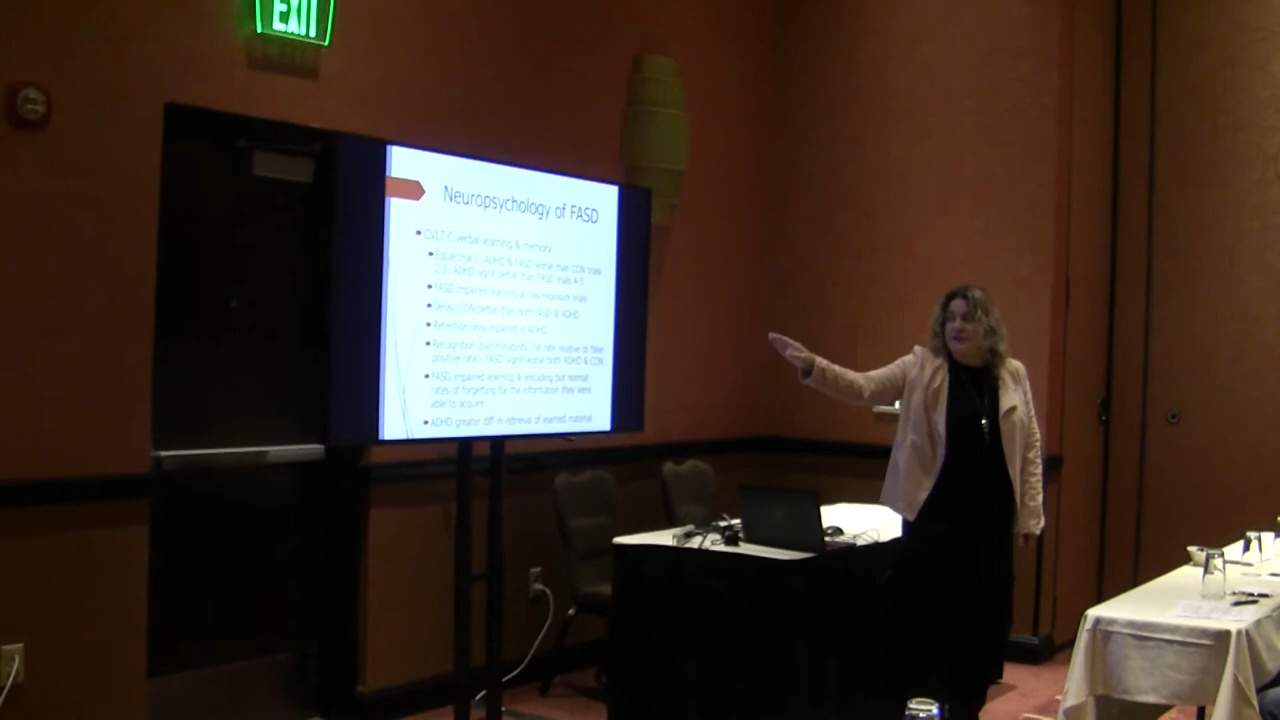 EXIT
Neuropsychology of FASD
CVLT-C verbal learning & memory
Equal trial 1, ADHD & FASD worse than CON trials
2-3, ADHD signif better than FASD trials 4-5
FASD impaired learning across exposure trials
Delay, CON better than both FASD & ADHD
Retention only impaired in ADHD
Recognition discriminability (hit rate relative to false
positive rate)- FASD signif worse both ADHD & CON
FASD impaired learning & encoding but normal
rates of forgetting for the information they were
able to acquire
ADHD greater diff in retrieval of learned material